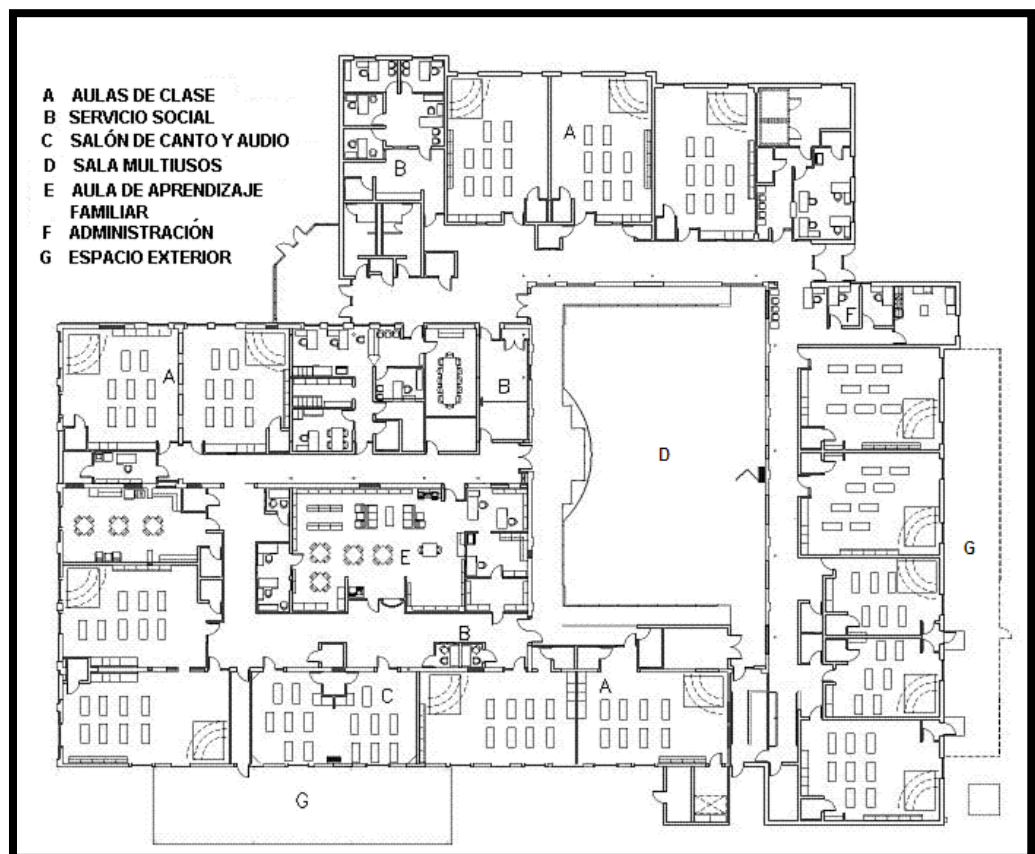 A AULAS DE CLASE
B SERVICIO SOCIAL
C SALÓN DE CANTO Y AUDIO
D SALA MULTIUSOS
E AULA DE APRENDIZAJE
FAMILIAR
F ADMINISTRACIÓN
G ESPACIO EXTERIOR
A
B
F
A
B
D
G
E
B
C
A
G